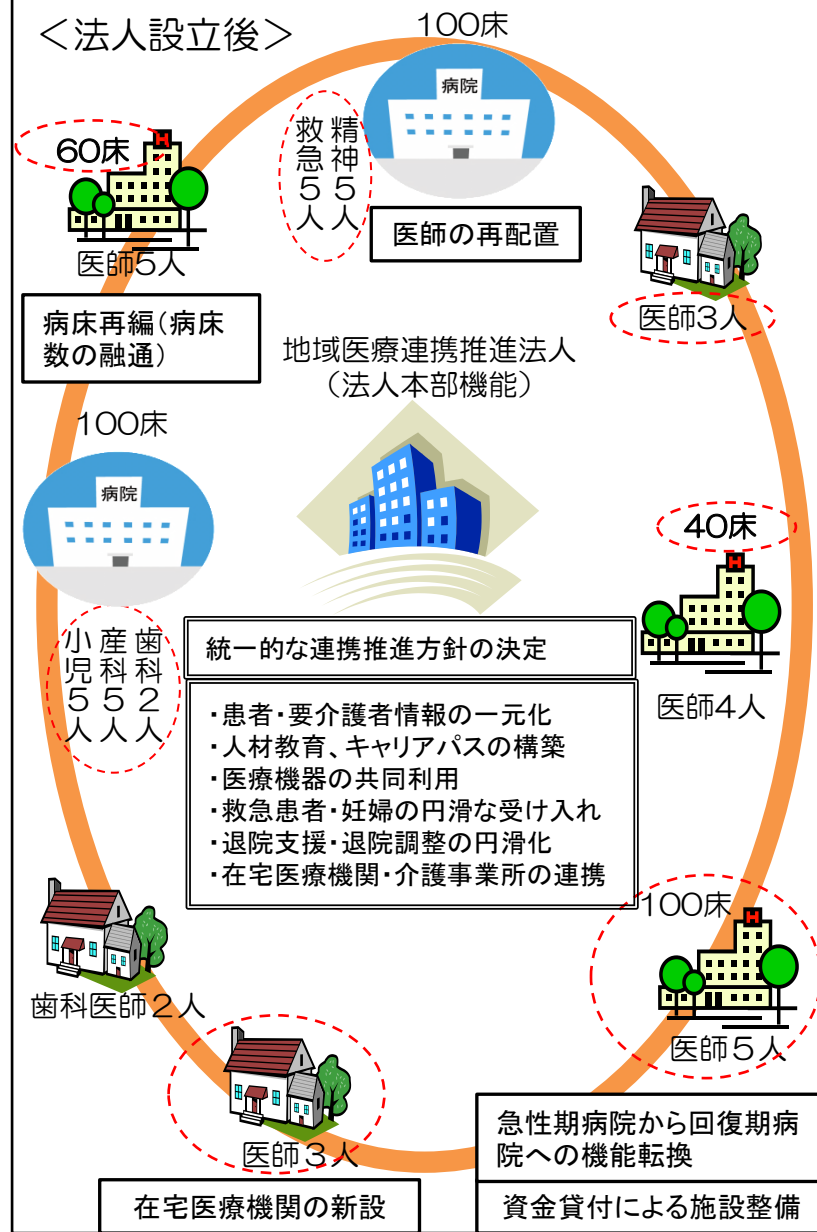 ＜法人設立後＞
100床
病院
精神５人
救急５人
医師の再配置
60床
医師5人
病床再編（病床
数の融通）
医師３人
地域医療連携推進法人
（法人本部機能）
100床
病院
歯科２人
産科５人
小児５人
40床
医師4人
統一的な連携推進方針の決定
・患者・要介護者情報の一元化
・人材教育、キャリアパスの構築
・医療機器の共同利用
・救急患者・妊婦の円滑な受け入れ
・退院支援・退院調整の円滑化
・在宅医療機関・介護事業所の連携
100床
医師５人
歯科医師２人
医師３人
急性期病院から回復期病
院への機能転換
在宅医療機関の新設
資金貸付による施設整備